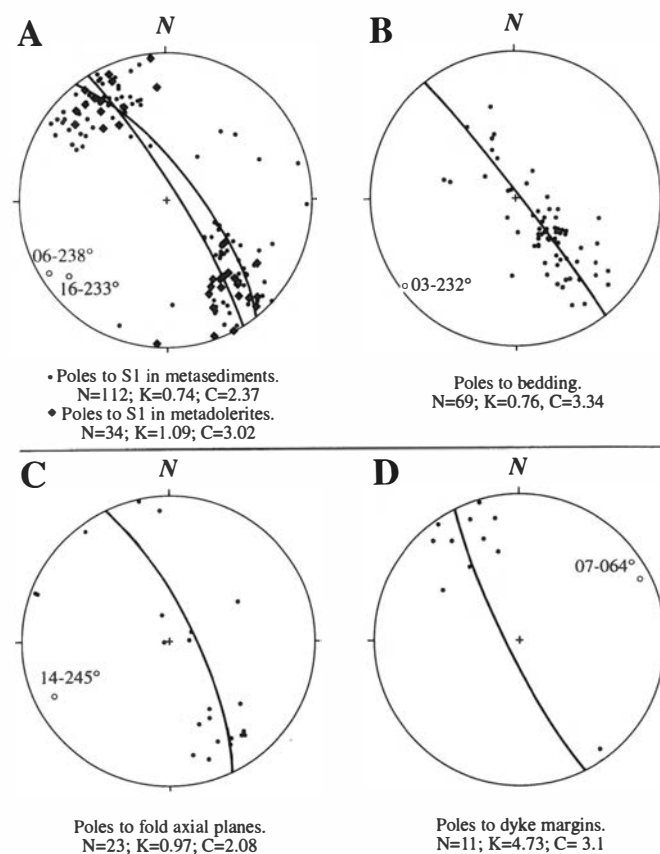 A
N
06-238°
16-233°
• Poles to S1 in metasediments.
N=112; K=0.74; C=2.37
◆ Poles to S1 in metadolerites.
N=34; K=1.09; C=3.02
B
N
03-232°
Poles to bedding.
N=69; K=0.76, C=3.34
C
N
14-245°
Poles to fold axial planes.
N=23; K=0.97; C=2.08
D
N
07-064°
Poles to dyke margins.
N=11; K=4.73; C= 3.1